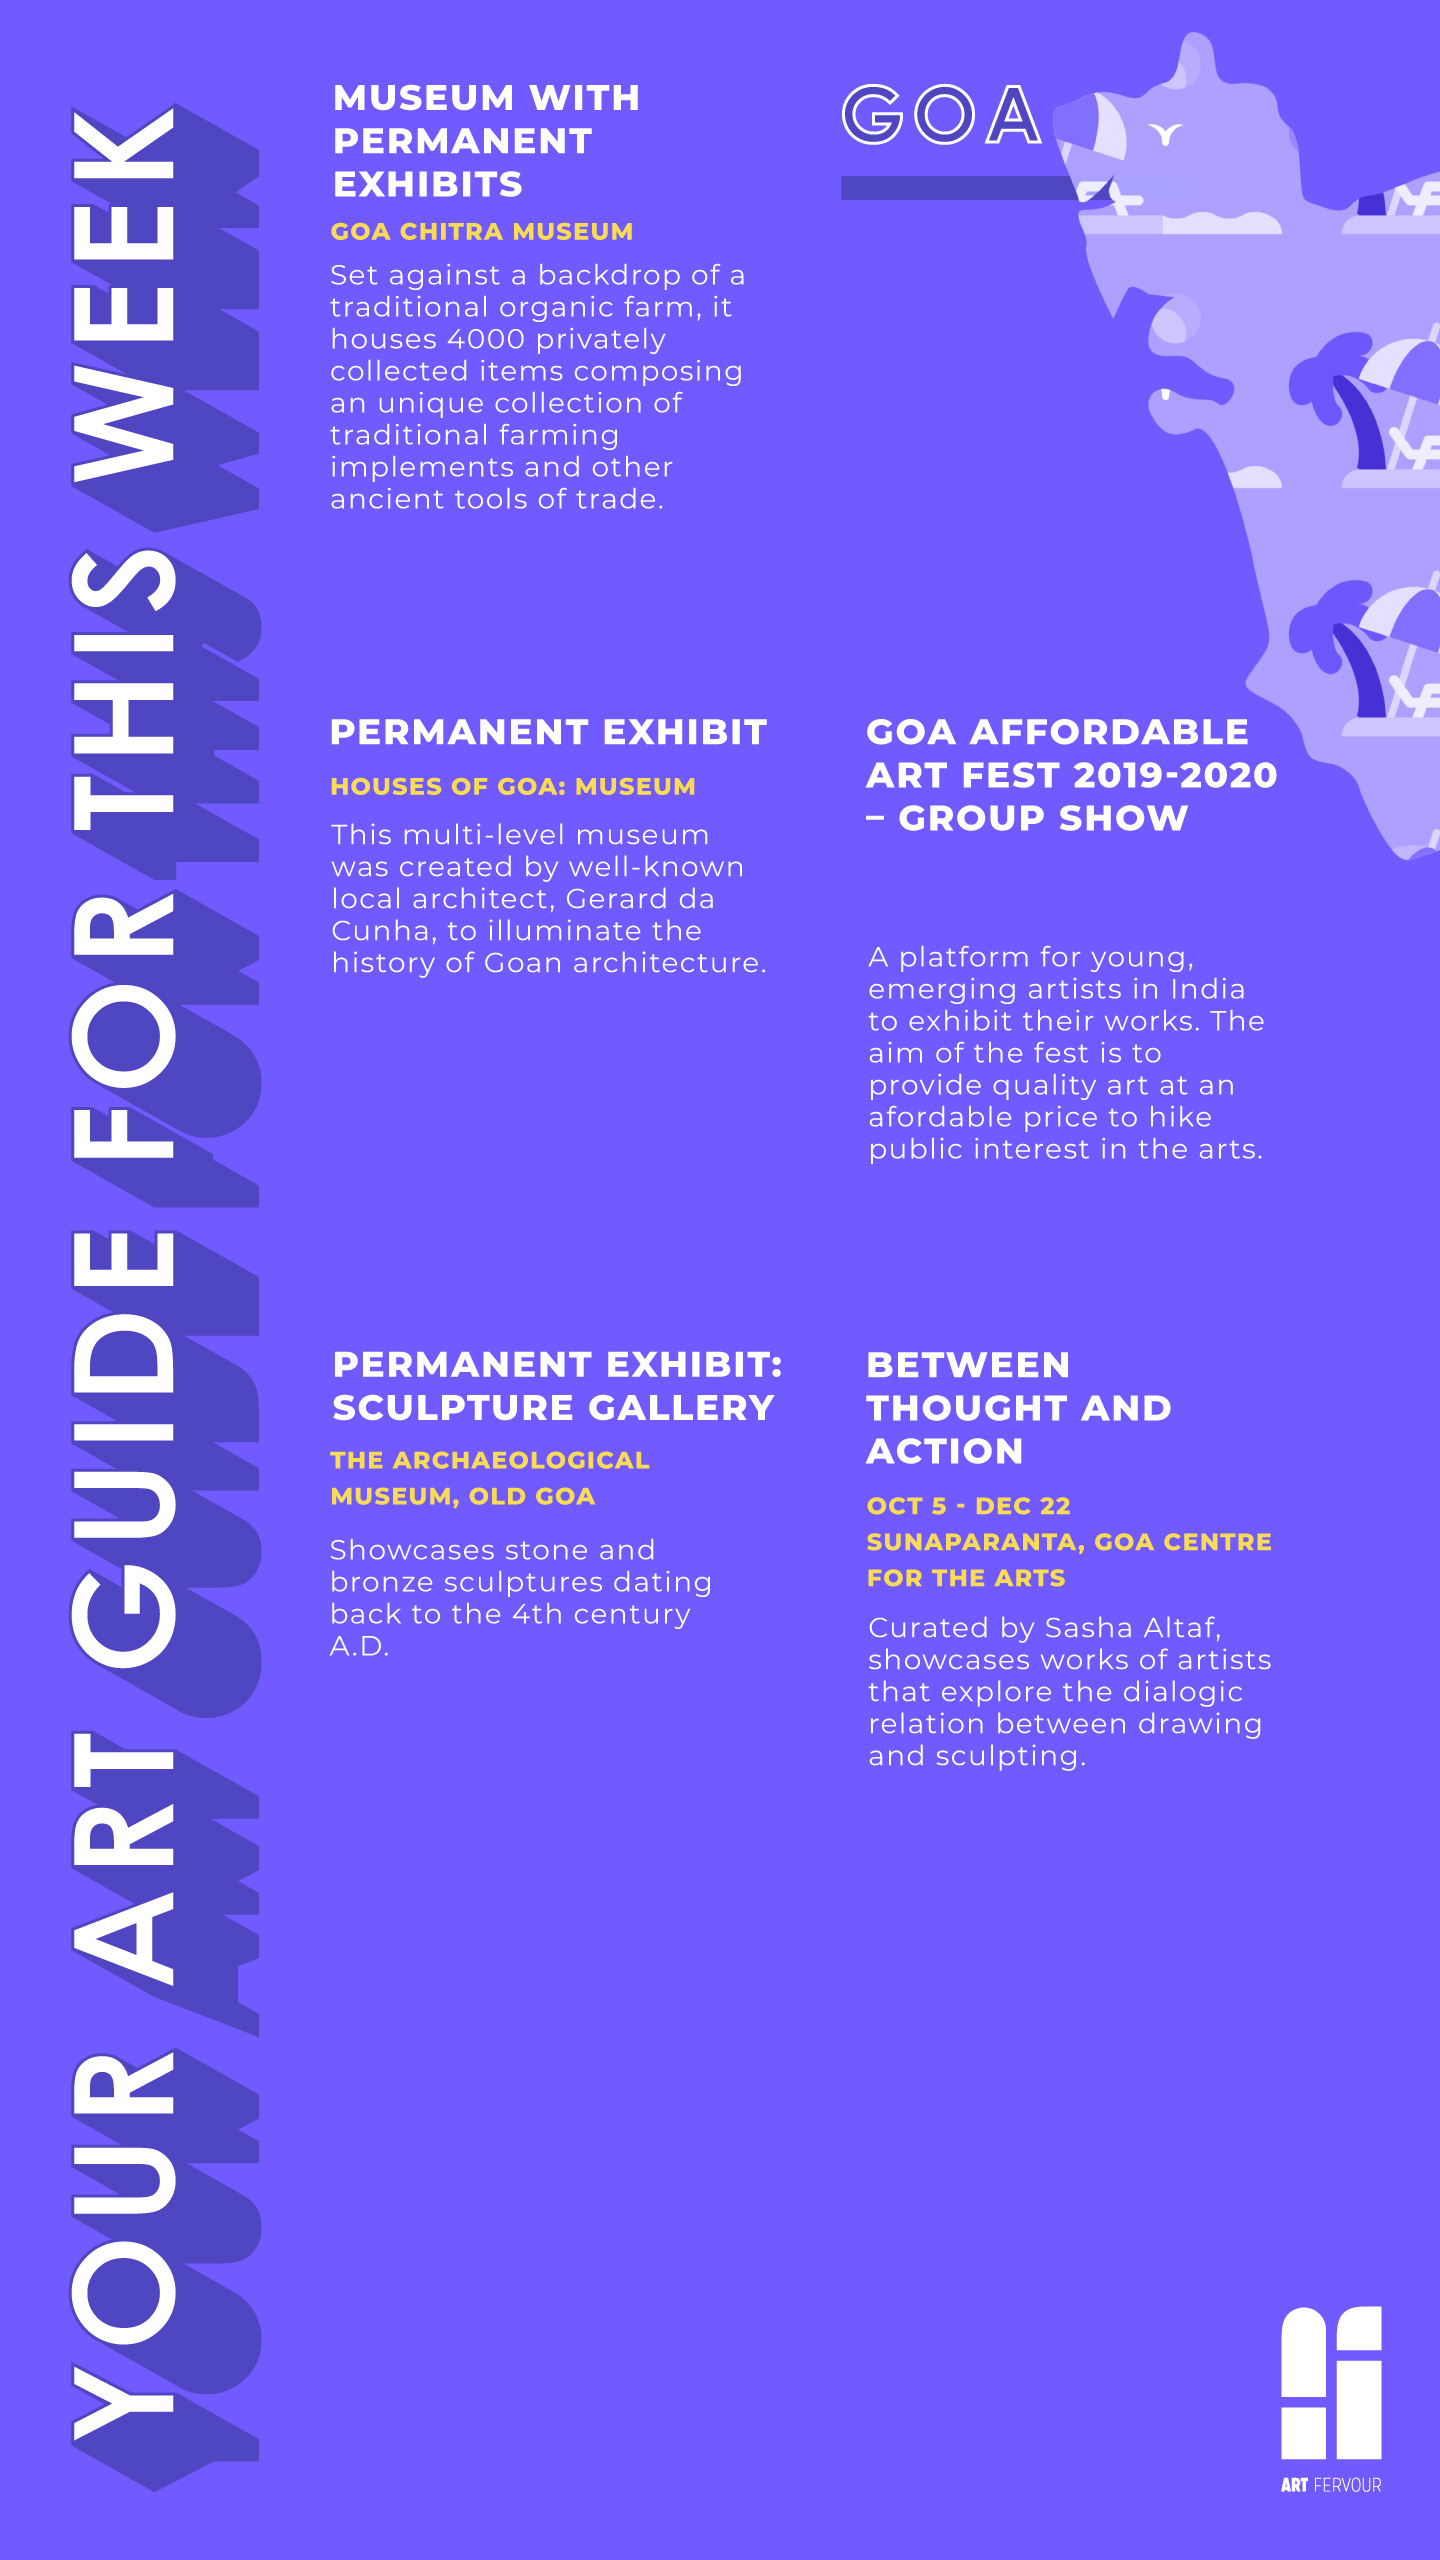 YOUR ART GUIDE FOR THIS WEEK
GOA
MUSEUM WITH
PERMANENT
EXHIBITS
GOA CHITRA MUSEUM
Set against a backdrop of a
traditional organic farm, it
houses 4000 privately
collected items composing
an unique collection of
traditional farming
implements and other
ancient tools of trade.
PERMANENT EXHIBIT
HOUSES OF GOA: MUSEUM
This multi-level museum
was created by well-known
local architect, Gerard da
Cunha, to illuminate the
history of Goan architecture.
GOA AFFORDABLE
ART FEST 2019-2020
– GROUP SHOW
A platform for young,
emerging artists in India
to exhibit their works. The
aim of the fest is to
provide quality art at an
afordable price to hike
public interest in the arts.
PERMANENT EXHIBIT:
SCULPTURE GALLERY
THE ARCHAEOLOGICAL
MUSEUM, OLD GOA
Showcases stone and
bronze sculptures dating
back to the 4th century
A.D.
BETWEEN
THOUGHT AND
ACTION
OCT 5 - DEC 22
SUNAPARANTA, GOA CENTRE
FOR THE ARTS
Curated by Sasha Altaf,
showcases works of artists
that explore the dialogic
relation between drawing
and sculpting.
ART FERVOUR